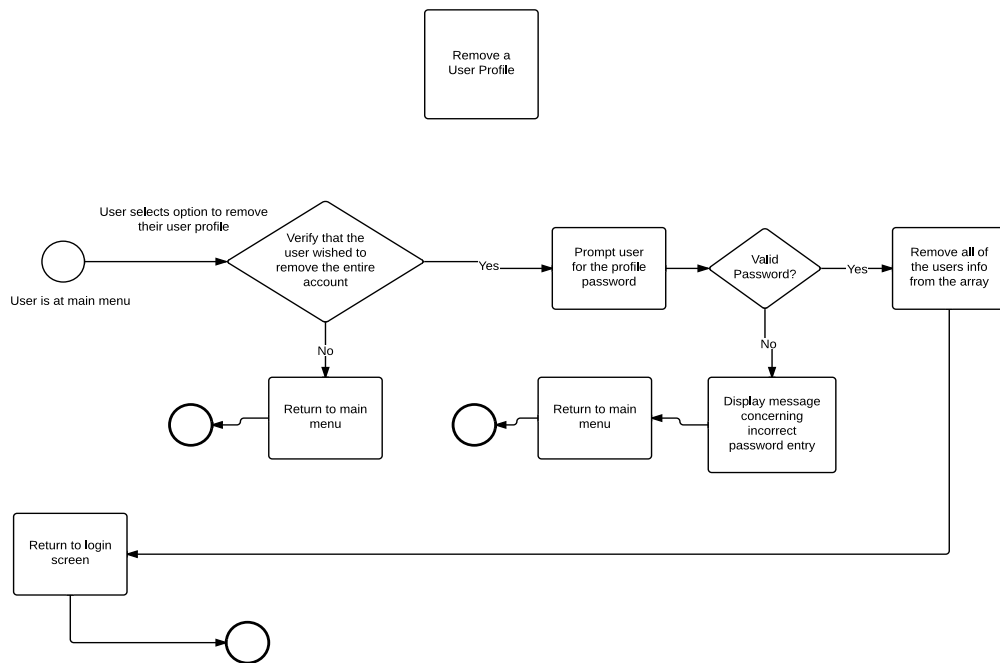 Remove a
User Profile
User selects option to remove
their user profile
User is at main menu
Verify that the
user wished to
remove the entire
account
Yes
Prompt user
for the profile
password
Valid
Password?
Yes
Remove all of
the users info
from the array
No
Return to main
menu
No
Display message
concerning
incorrect
password entry
Return to main
menu
Return to login
screen